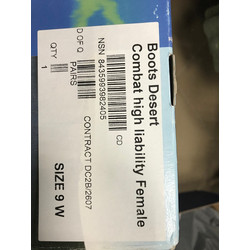 Boots Desert
Combat high liability Female
CD
NSN 8435993982405
CONTRACT DC2B/2607
D OF Q
PAIRS
QTY 1
SIZE 9 W